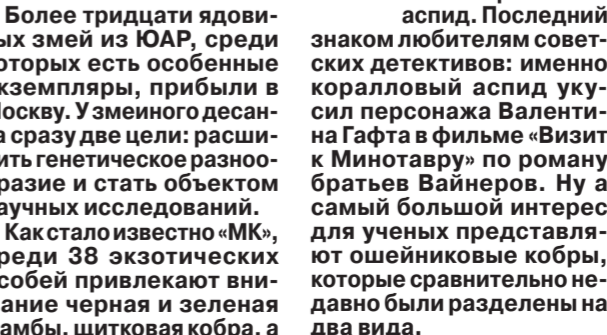 Более тридцати ядови-
ых змей из ЮАР, среди
оторых есть особенные
кземпляры, прибыли в
Москву. У змеиного десан-
а сразу две цели: расши-
ить генетическое разноо-
разие и стать объектом
аучных исследований.
Как стало известно «МК»,
реди 38 экзотических
собей привлекают вни-
ание черная и зеленая
амбы, щитковая кобра, а
аспид. Последний
знаком любителям совет-
ских детективов: именно
коралловый аспид уку-
сил персонажа Валенти-
на Гафта в фильме «Визит
к Минотавру» по роману
братьев Вайнеров. Ну а
самый большой интерес
для ученых представля-
ют ошейниковые кобры,
которые сравнительно не-
давно были разделены на
два вида.